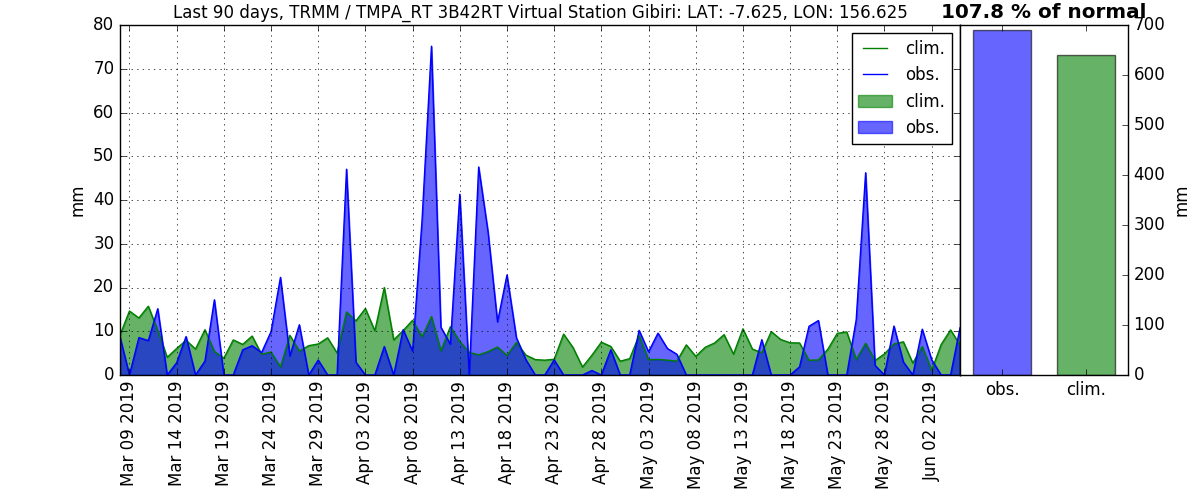 Last 90 days, TRMM / TMPA_RT 3B42RT Virtual Station Gibiri: LAT: -7.625, LON: 156.625
107.8 % of normal
80
70
60
50
40
30
20
10
0
mm
clim.
obs.
clim.
obs.
700
600
500
400
300
200
100
0
mm
obs.
clim.
Mar 09 2019
Mar 14 2019
Mar 19 2019
Mar 24 2019
Mar 29 2019
Apr 03 2019
Apr 08 2019
Apr 13 2019
Apr 18 2019
Apr 23 2019
Apr 28 2019
May 03 2019
May 08 2019
May 13 2019
May 18 2019
May 23 2019
May 28 2019
Jun 02 2019